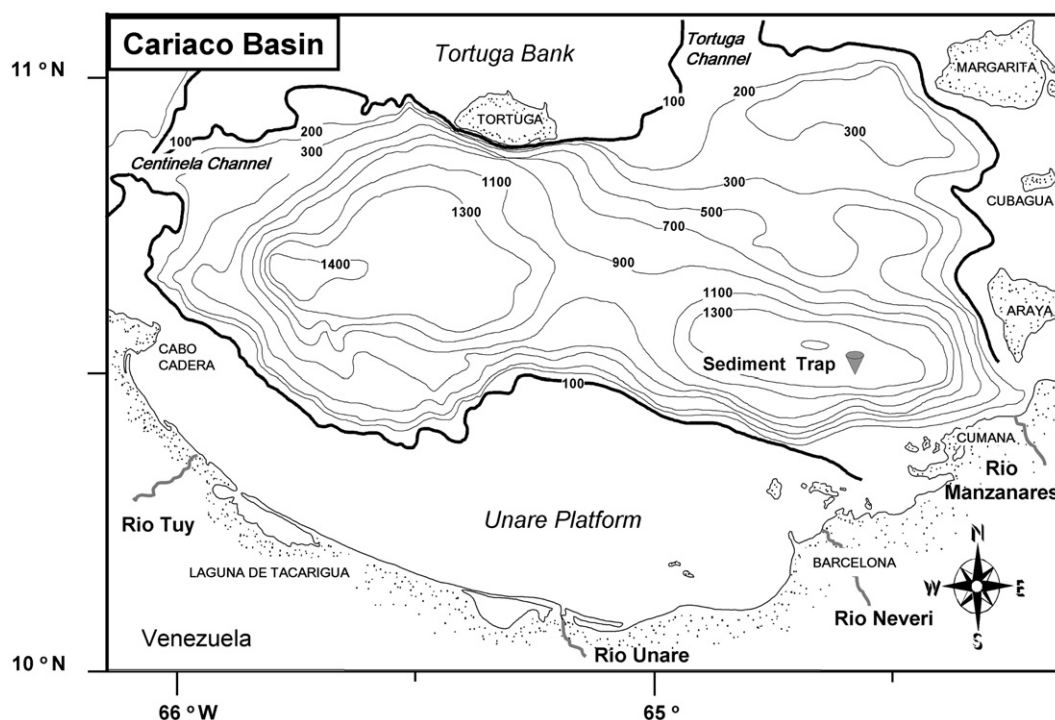 Cariaco Basin
Tortuga Bank
Tortuga
Channel
11 o N
MARGARITA
100
200
TORTUGA
300
100
200
300
Centinela Channel
1100
300
CUBAGUA
1300
500
700
1400
900
1100
1300
ARAYA
CABO
CADERA
Sediment Trap
100
CUMANA
Rio
Manzanares
Rio Tuy
Unare Platform
N
LAGUNA DE TACARIGUA
BARCELONA
W
E
Rio Neveri
S
Venezuela
Rio Unare
10 o N
66 o W
65 o